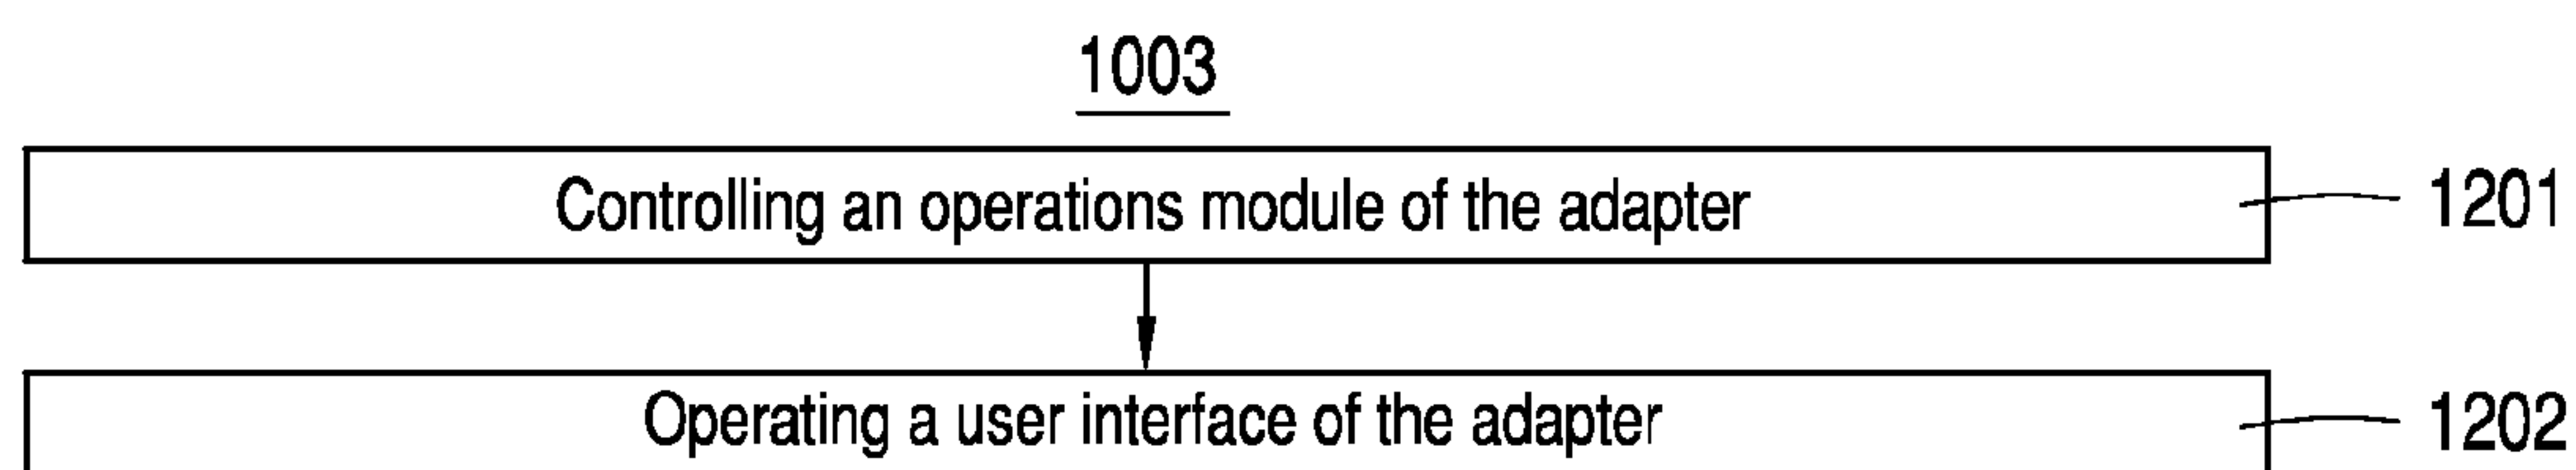 1003
Controlling an operations module of the adapter
1201
Operating a user interface of the adapter
1202